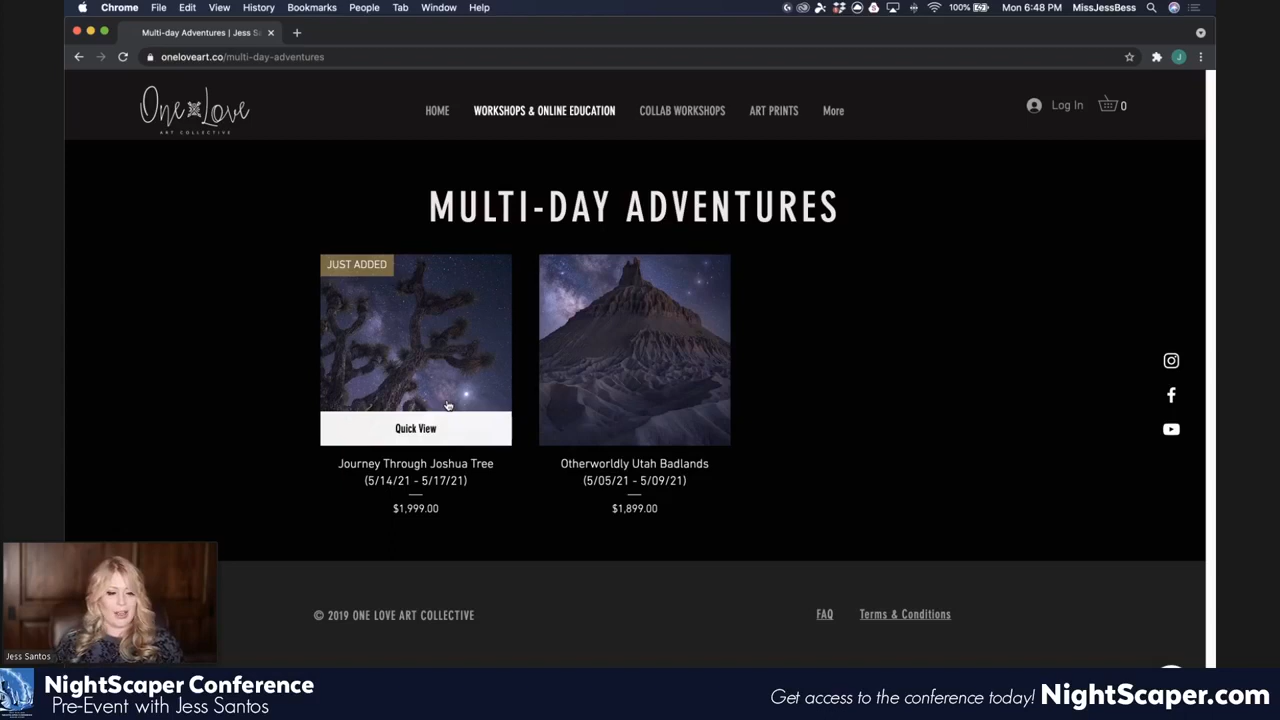 Chrome File Edit View History Bookmarks People Tab Window Help 100% Mon 6:48 PM MissJessBess
Multi-day Adventures | Jess Sa
oneloveart.co/multi-day-adventures
One Love
ART COLLECTIVE
HOME WORKSHOPS & ONLINE EDUCATION COLLAB WORKSHOPS ART PRINTS More
Log In 0
MULTI-DAY ADVENTURES
JUST ADDED
Quick View
Journey Through Joshua Tree
(5/14/21 - 5/17/21)
$1,999.00
Otherworldly Utah Badlands
(5/05/21 - 5/09/21)
$1,899.00
© 2019 ONE LOVE ART COLLECTIVE
FAQ Terms & Conditions
Jess Santos
NightScaper Conference
Pre-Event with Jess Santos
Get access to the conference today! NightScaper.com